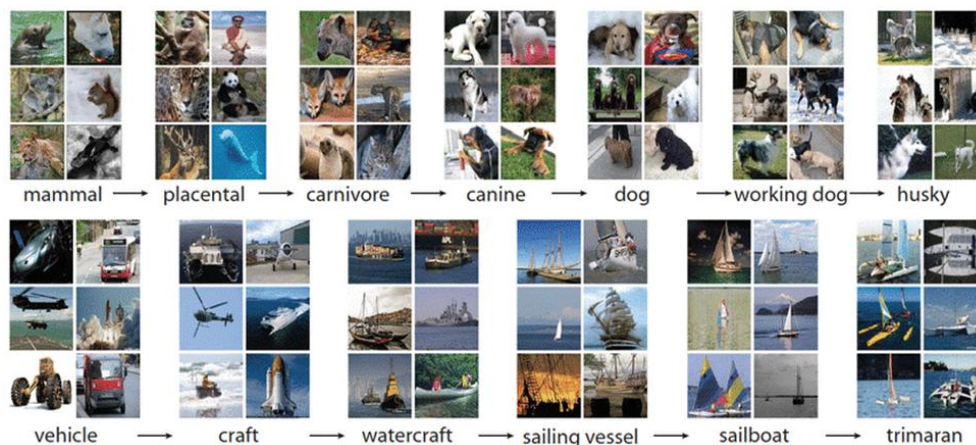 mammal → placental → carnivore → canine → dog → working dog → husky
vehicle → craft → watercraft → sailing vessel → sailboat → trimaran